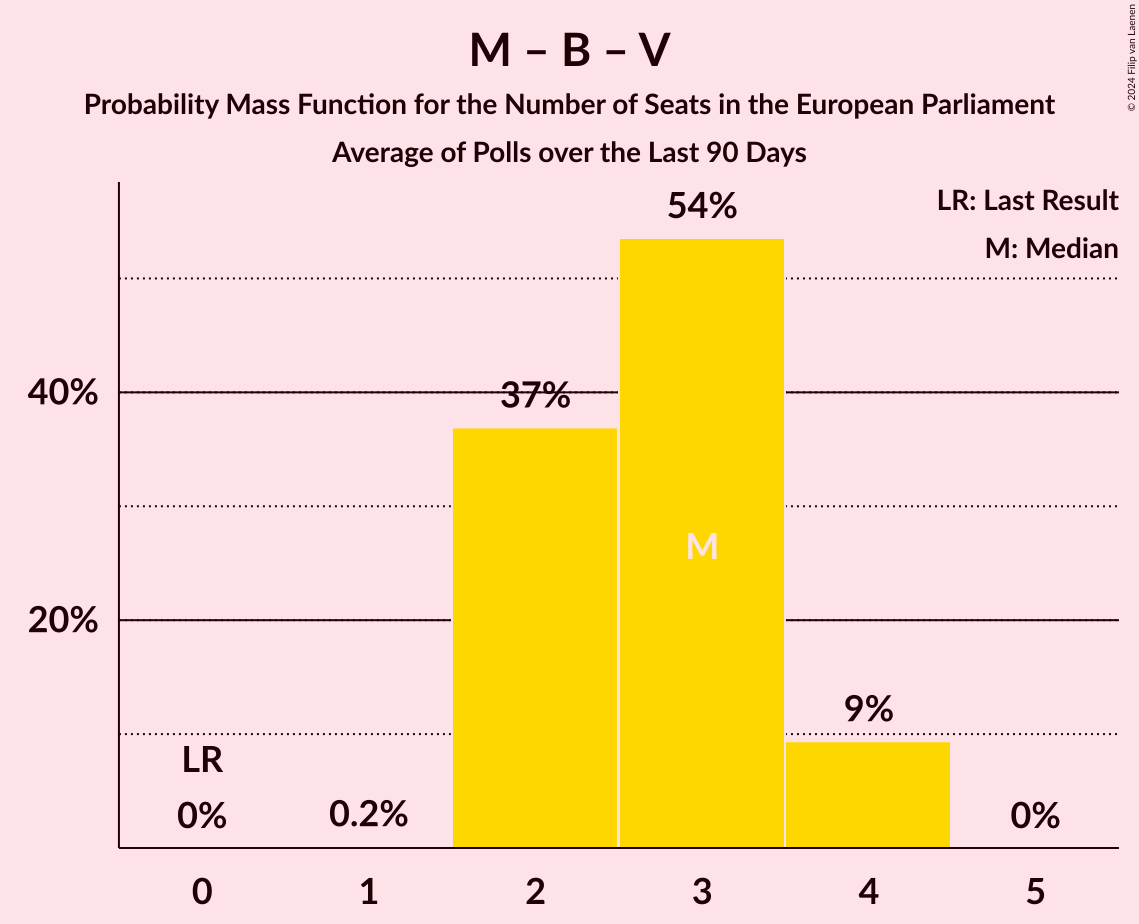 M – B – V
Probability Mass Function for the Number of Seats in the European Parliament
Average of Polls over the Last 90 Days
© 2024 Filip van Laenen
LR: Last Result
M: Median
54%
40%
37%
M
20%
9%
LR
0%
0.2%
0%
0 1 2 3 4 5